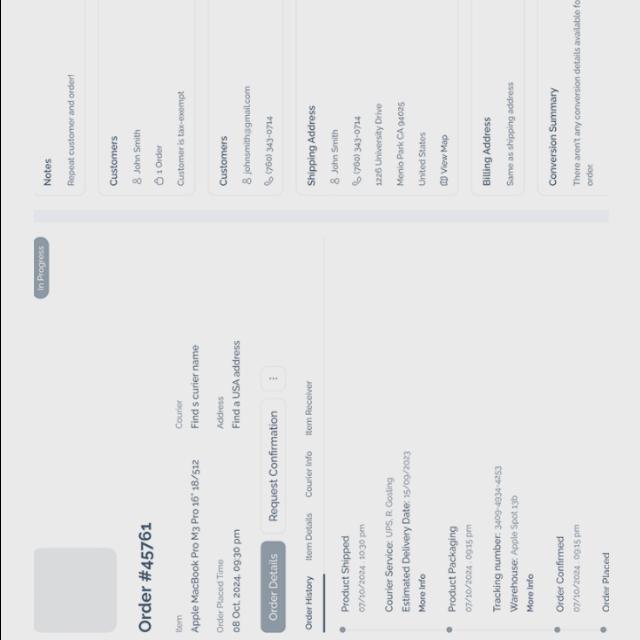 In Progress
Order #45761
Item
Apple MacBook Pro M3 Pro 16" 18/512
Courier
Find s curier name
Order Placed Time
08 Oct, 2024, 09:30 pm
Address
Find a USA address
Order Details
Request Confirmation
Order History
Item Details
Courier Info
Item Receiver
Product Shipped
07/10/2024 . 10:30 pm
Courier Service: UPS, R. Gosling
Estimated Delivery Date: 15/09/2023
More Info
Product Packaging
07/10/2024 . 09:15 pm
Tracking number: 3409-4934-4253
Warehouse: Apple Spot 13b
More Info
Order Confirmed
07/10/2024 . 09:15 pm
Order Placed
Notes
Repeat customer and order!
Customers
John Smith
1 Order
Customer is tax-exempt
Customers
johnsmith@gmail.com
(760) 343-0714
Shipping Address
John Smith
(760) 343-0714
1226 University Drive
Menlo Park CA 94025
United States
View Map
Billing Address
Same as shipping address
Conversion Summary
There aren't any conversion details available fo
order.